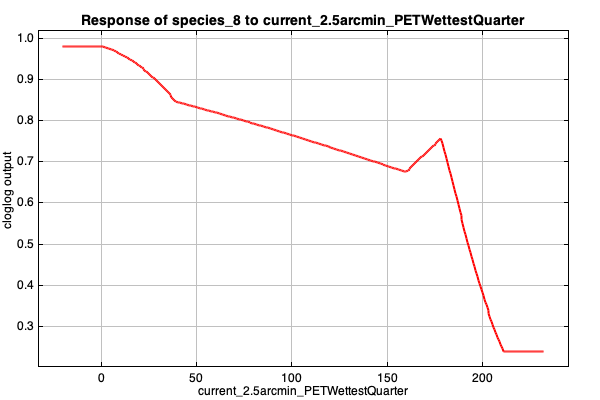 Response of species_8 to current_2.5arcmin_PETWettestQuarter
1.0
0.9
0.8
0.7
0.6
0.5
0.4
0.3
cloglog output
0 50 100 150 200
current_2.5arcmin_PETWettestQuarter